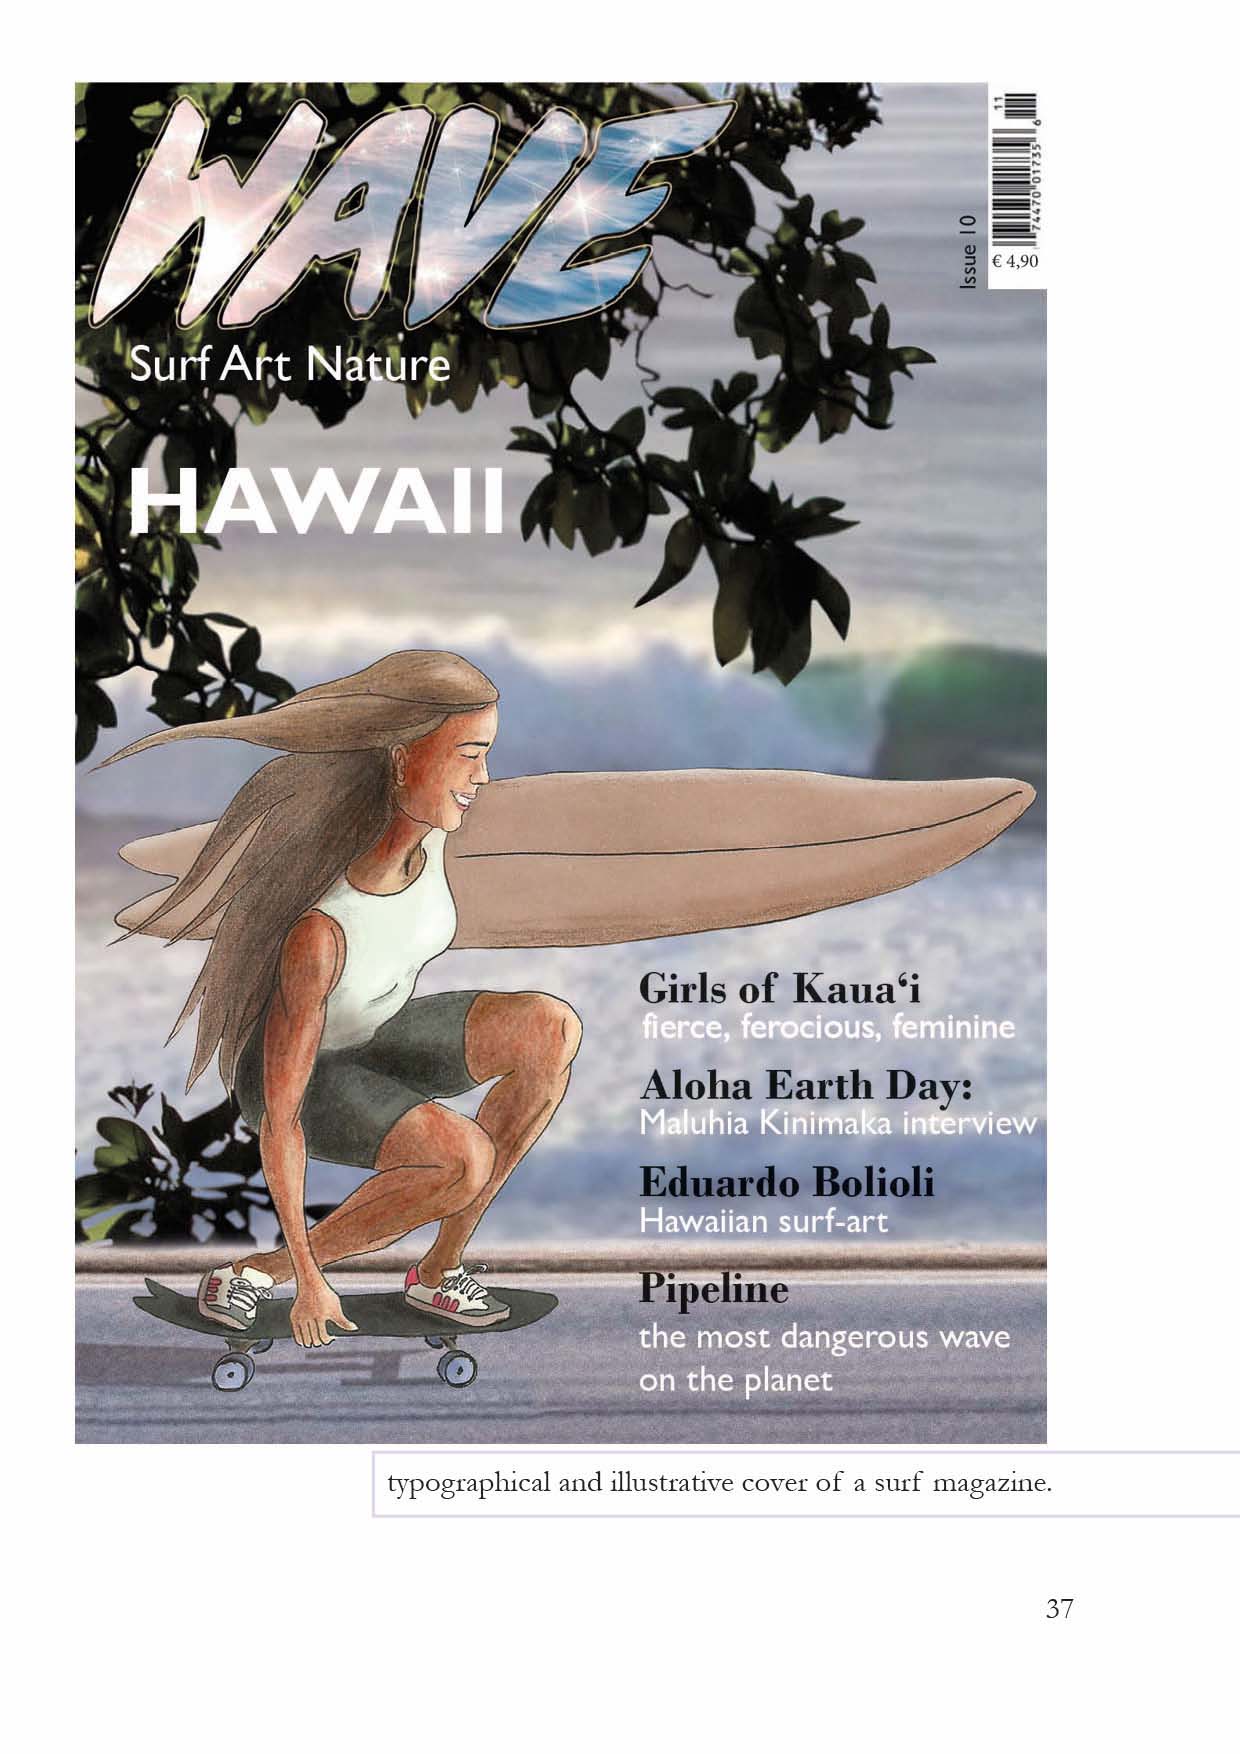 WAVE
Surf Art Nature
HAWAII
Issue 10
11
74470 01735 6
€ 4,90
Girls of Kaua‘i
fierce, ferocious, feminine
Aloha Earth Day:
Maluhia Kinimaka interview
Eduardo Bolioli
Hawaiian surf-art
Pipeline
the most dangerous wave
on the planet
typographical and illustrative cover of a surf magazine.
37